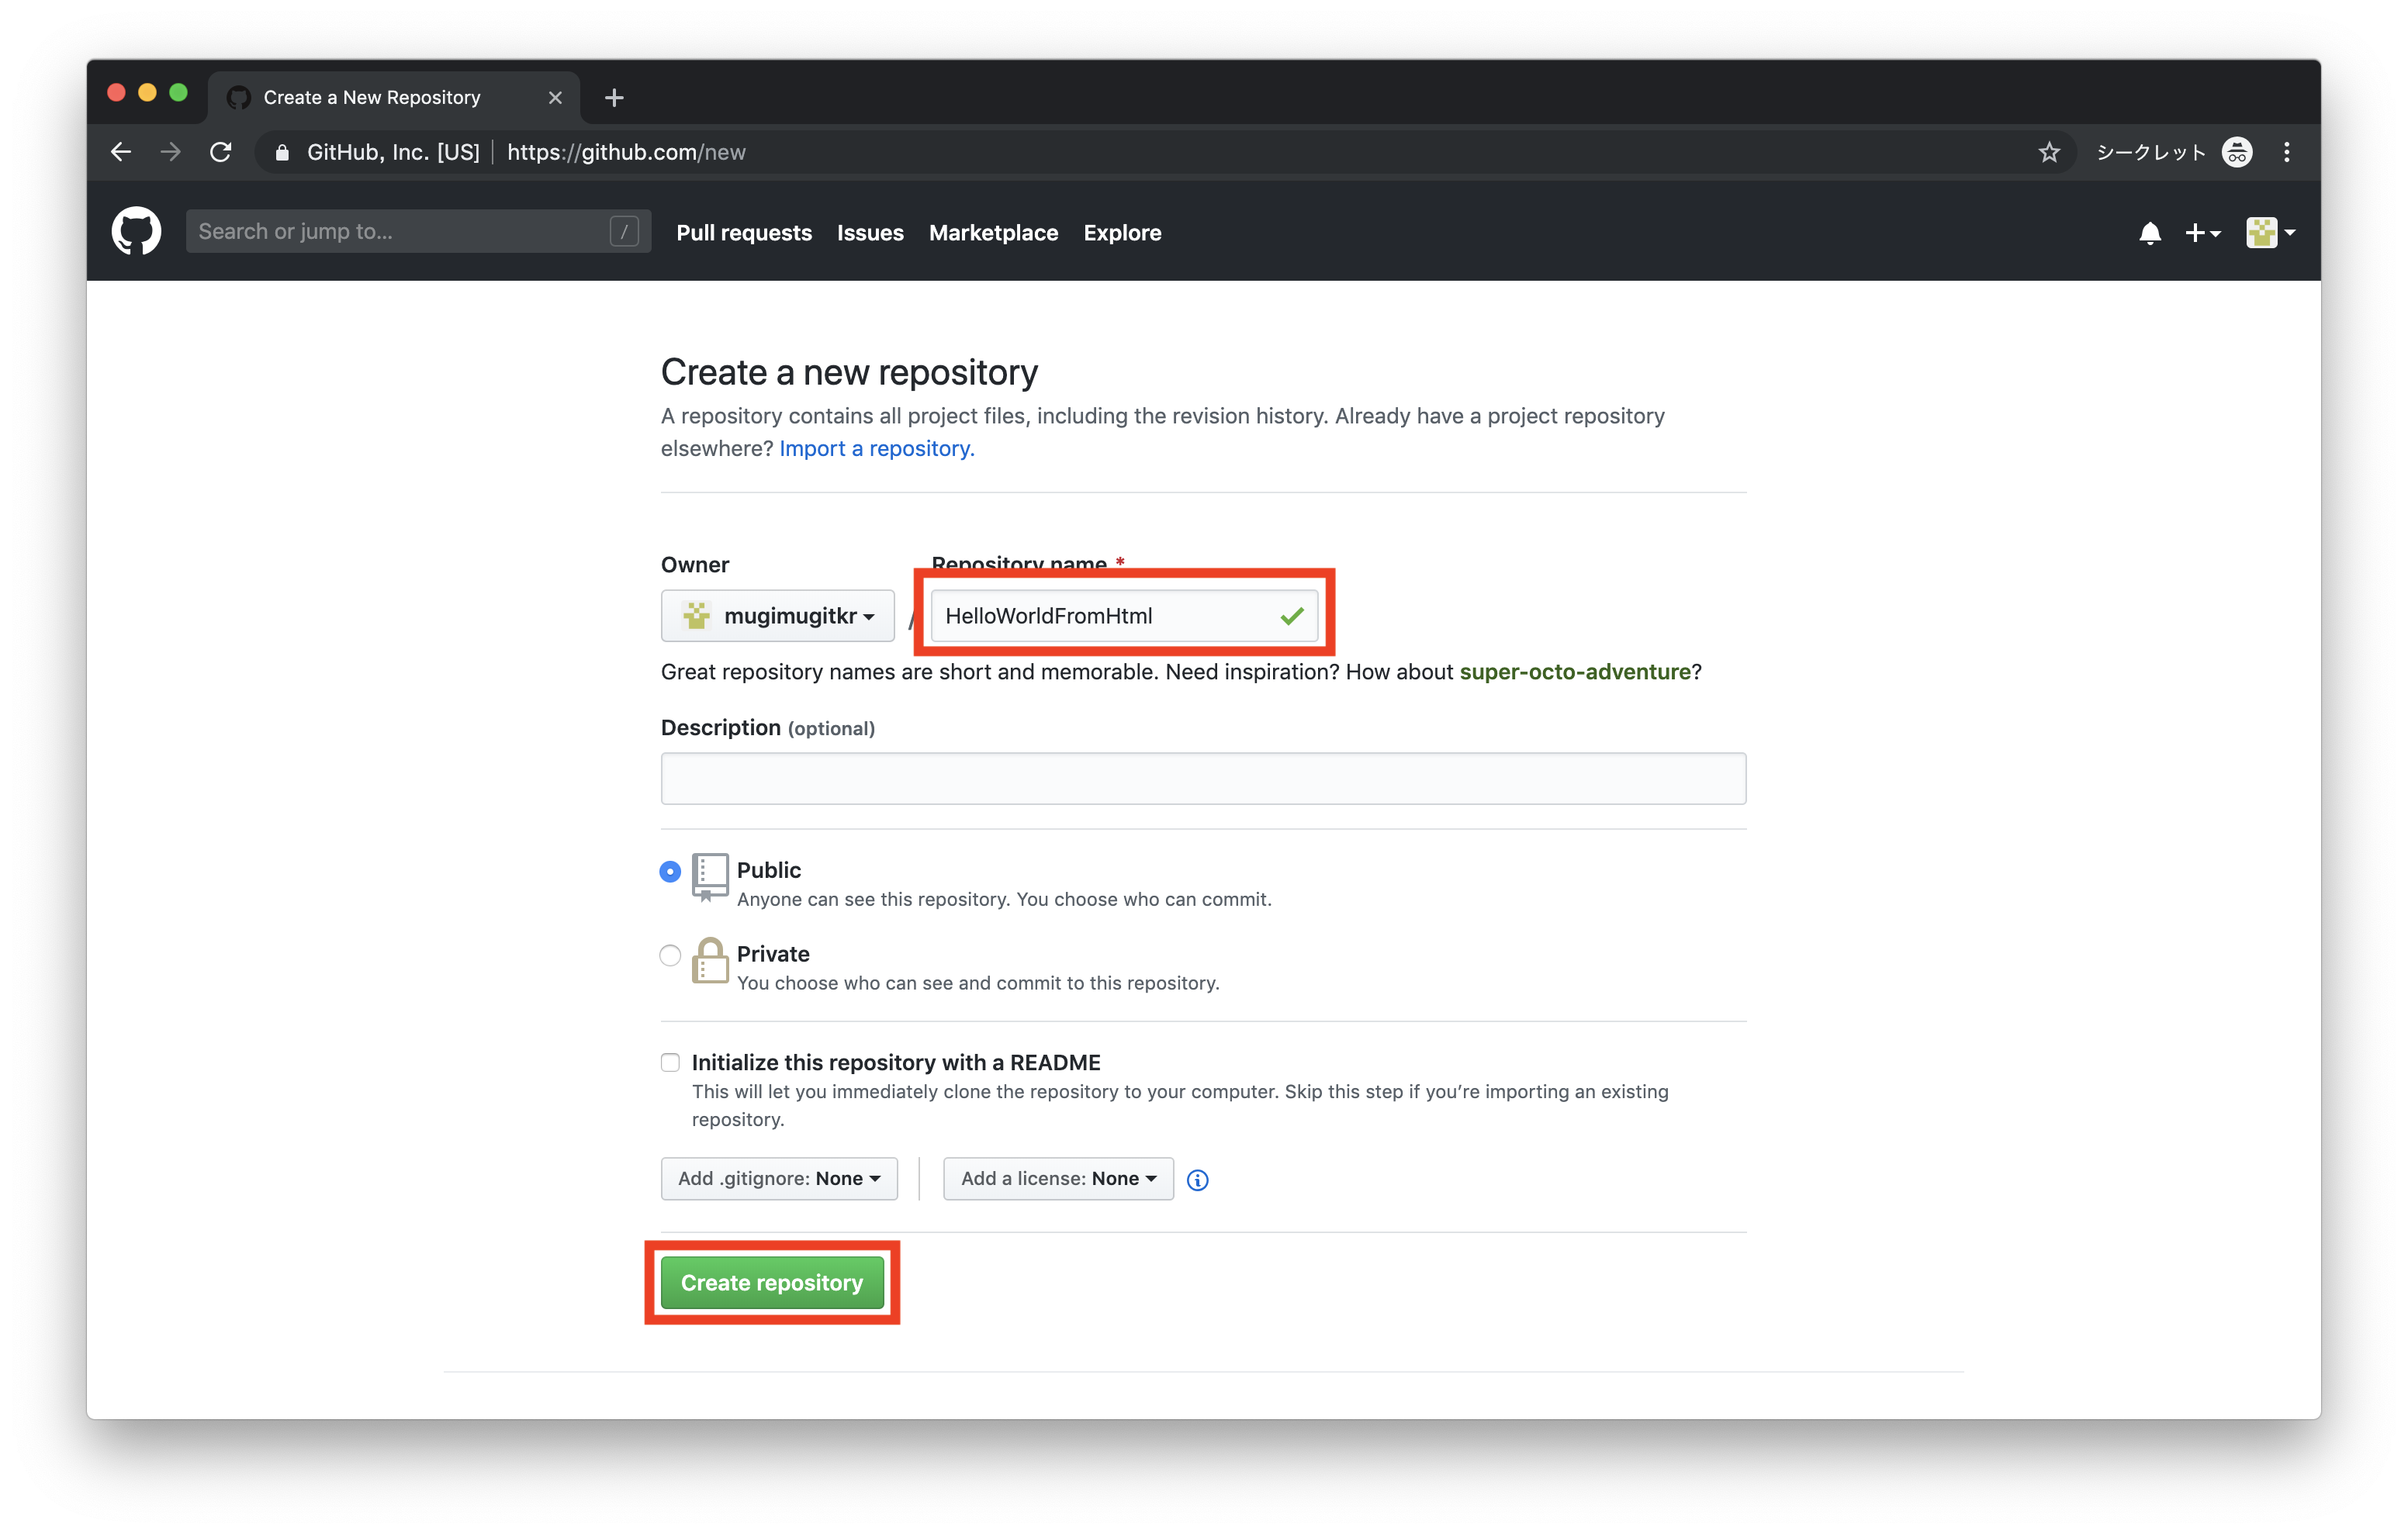 Create a New Repository
GitHub, Inc. [US] https://github.com/new シークレット
Search or jump to... / Pull requests Issues Marketplace Explore
Create a new repository
A repository contains all project files, including the revision history. Already have a project repository
elsewhere? Import a repository.
Owner Repository name *
mugimugitkr / HelloWorldFromHtml
Great repository names are short and memorable. Need inspiration? How about super-octo-adventure?
Description (optional)
Public
Anyone can see this repository. You choose who can commit.
Private
You choose who can see and commit to this repository.
Initialize this repository with a README
This will let you immediately clone the repository to your computer. Skip this step if you’re importing an existing
repository.
Add .gitignore: None Add a license: None
Create repository